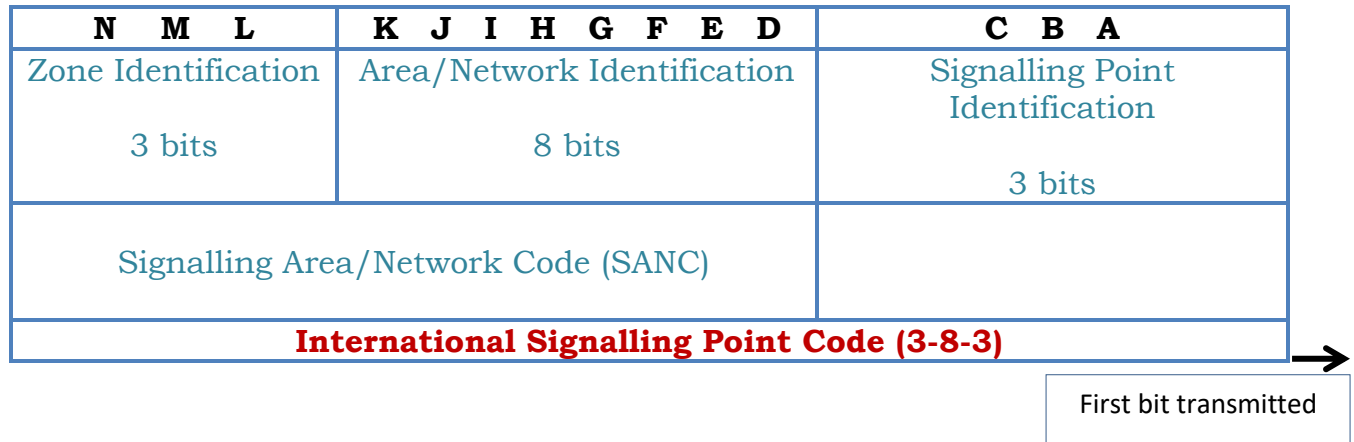 N M L K J I H G F E D C B A
Zone Identification Area/Network Identification Signalling Point
Identification
3 bits 8 bits
3 bits
Signalling Area/Network Code (SANC)
International Signalling Point Code (3-8-3)
First bit transmitted